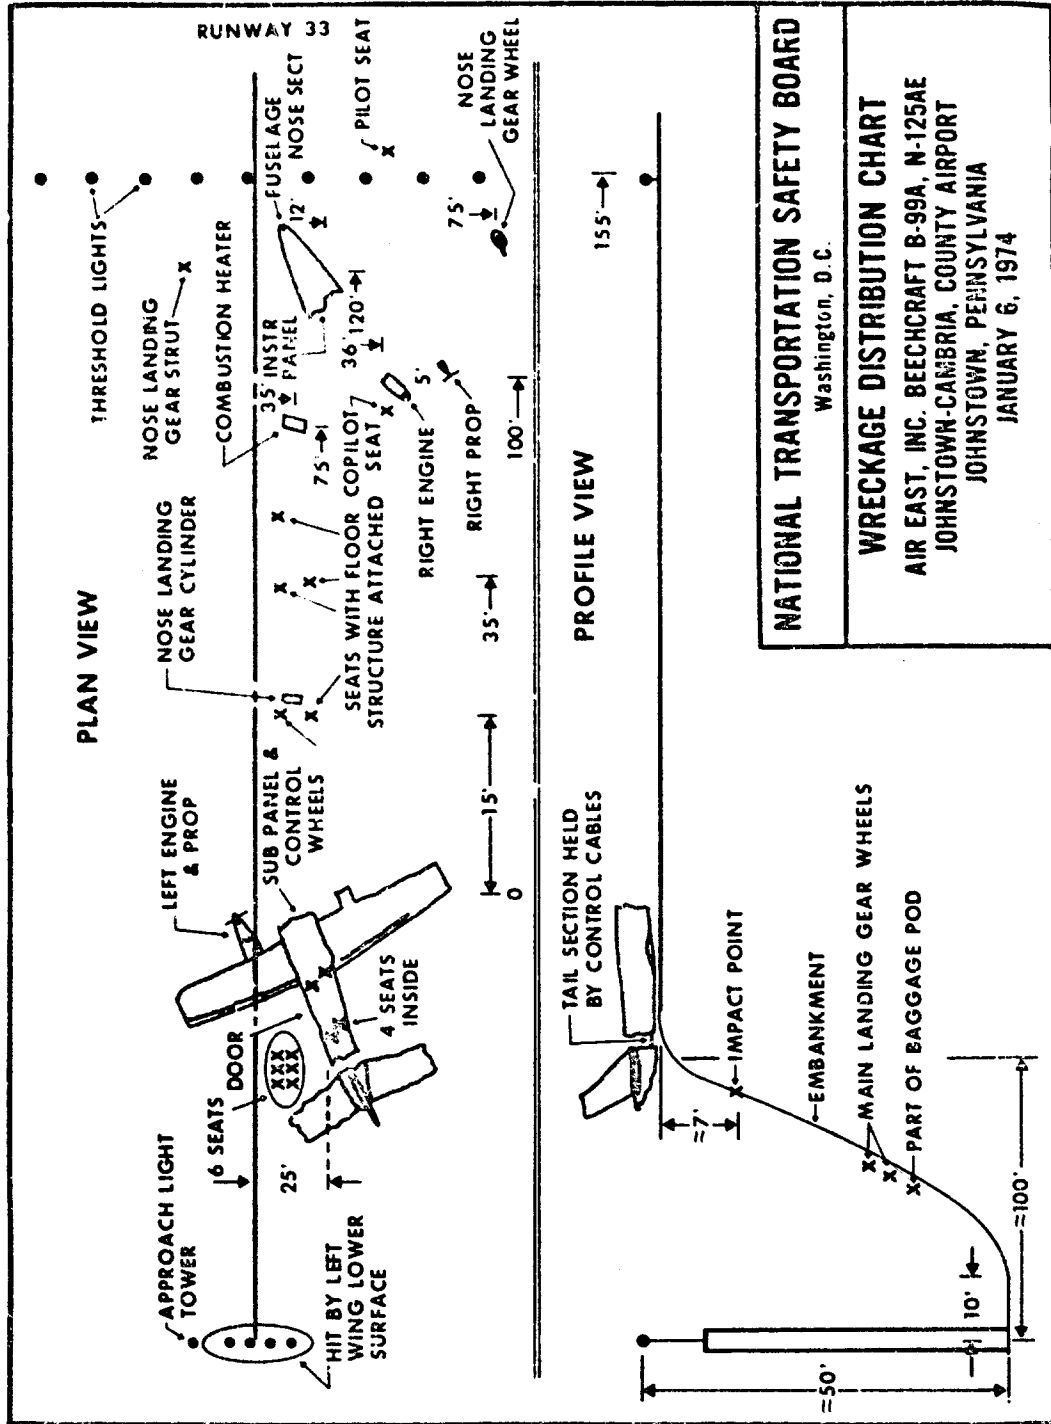 PLAN VIEW
RUNWAY 33
THRESHOLD LIGHTS
NOSE LANDING
GEAR STRUT
COMBUSTION HEATER
FUSELAGE
NOSE SECT
12'
PILOT SEAT
NOSE
LANDING
GEAR WHEEL
75'
35'
INSTR
PANEL
36'
120'
75'
COPILOT
SEAT
5'
RIGHT ENGINE
RIGHT PROP
100'
NOSE LANDING
GEAR CYLINDER
SEATS WITH FLOOR
STRUCTURE ATTACHED
35'
LEFT ENGINE
& PROP
SUB PANEL &
CONTROL
WHEELS
15'
0
4 SEATS
INSIDE
DOOR
6 SEATS
25'
APPROACH LIGHT
TOWER
HIT BY LEFT
WING LOWER
SURFACE
PROFILE VIEW
155'
TAIL SECTION HELD
BY CONTROL CABLES
IMPACT POINT
≈7'
EMBANKMENT
MAIN LANDING GEAR WHEELS
PART OF BAGGAGE POD
≈100'
10'
≈50'
NATIONAL TRANSPORTATION SAFETY BOARD
Washington, D.C.
WRECKAGE DISTRIBUTION CHART
AIR EAST, INC. BEECHCRAFT B-99A, N-125AE
JOHNSTOWN-CAMBRIA, COUNTY AIRPORT
JOHNSTOWN, PENNSYLVANIA
JANUARY 6, 1974